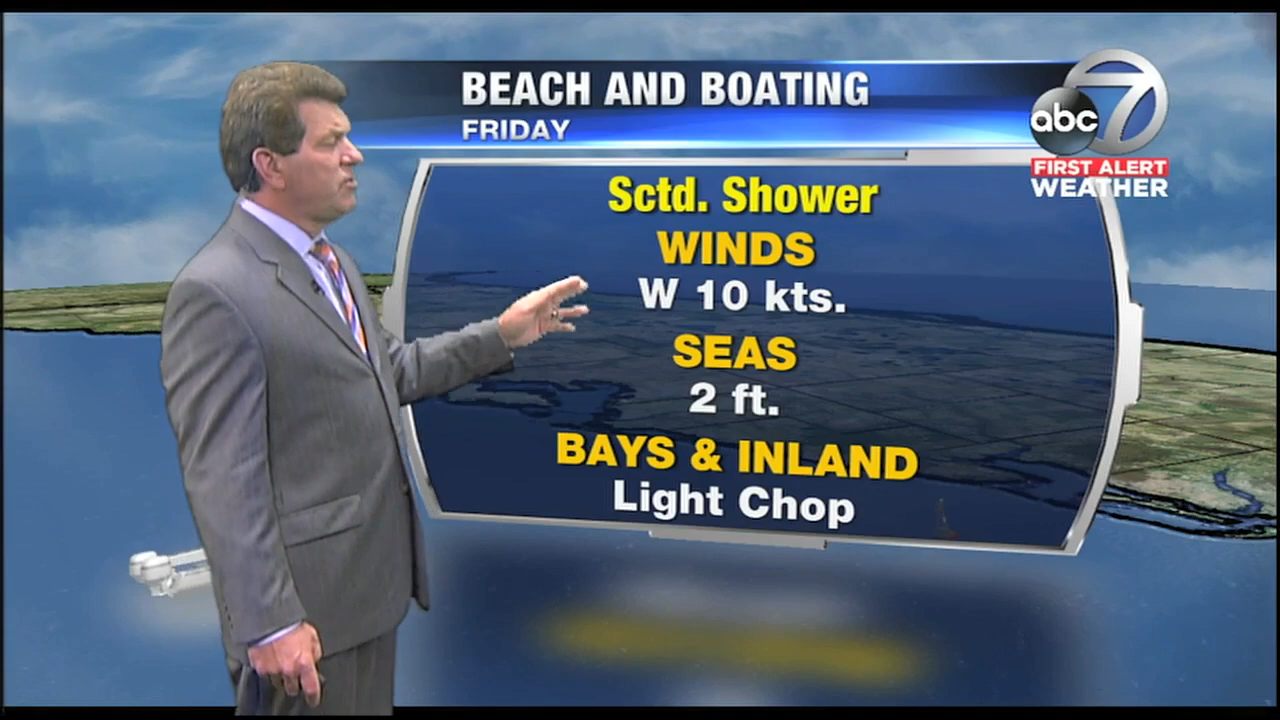 BEACH AND BOATING
FRIDAY
abc 7
FIRST ALERT
WEATHER
Sctd. Shower
WINDS
W 10 kts.
SEAS
2 ft.
BAYS & INLAND
Light Chop